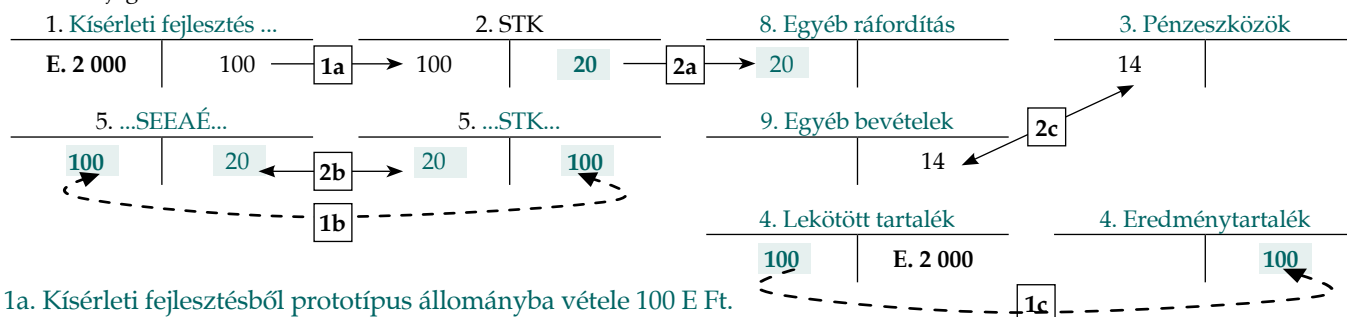 1. Kísérleti fejlesztés ... 2. STK 8. Egyéb ráfordítás 3. Pénzeszközök
E. 2 000 100 1a 100 20 2a 20 14
5. ...SEEAÉ... 5. ...STK... 9. Egyéb bevételek 2c
100 20 2b 20 100 14
1b
4. Lekötött tartalék 4. Eredménytartalék
100 E. 2 000 100
1a. Kísérleti fejlesztésből prototípus állományba vétele 100 E Ft.
1c